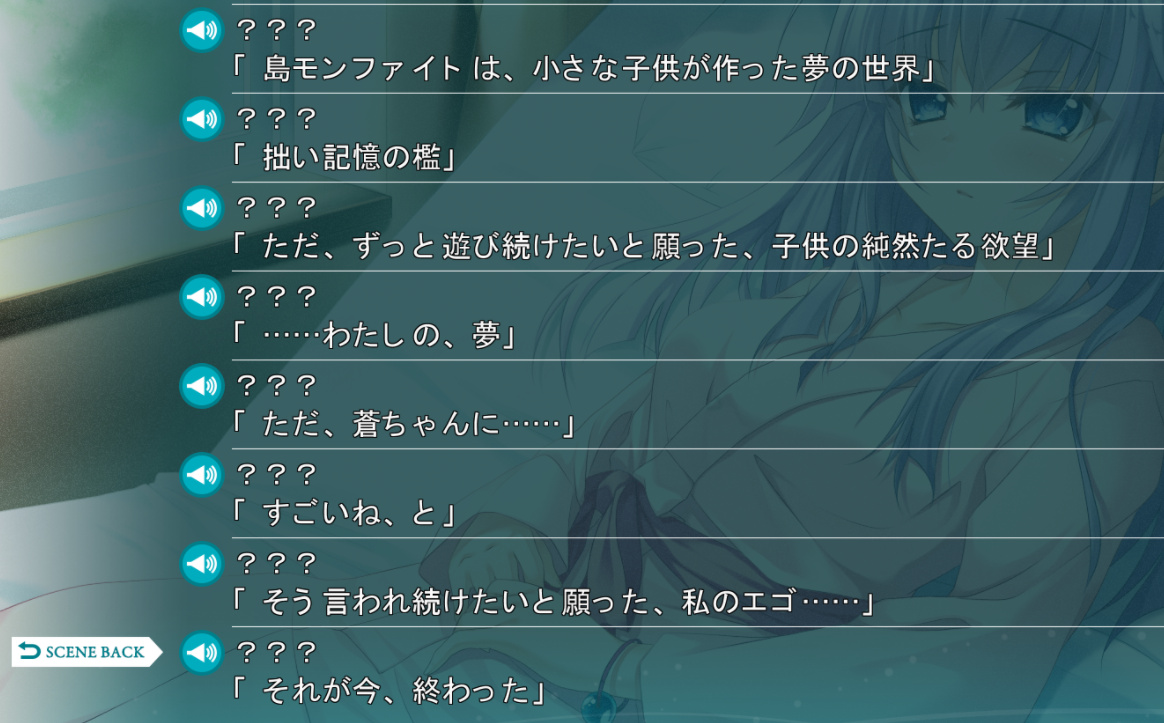 ？？？
「島モンファイトは、小さな子供が作った夢の世界」
？？？
「拙い記憶の檻」
？？？
「ただ、ずっと遊び続けたいと願った、子供の純然たる欲望」
？？？
「……わたしの、夢」
？？？
「ただ、蒼ちゃんに……」
？？？
「すごいね、と」
？？？
「そう言われ続けたいと願った、私のエゴ……」
SCENE BACK
？？？
「それが今、終わった」